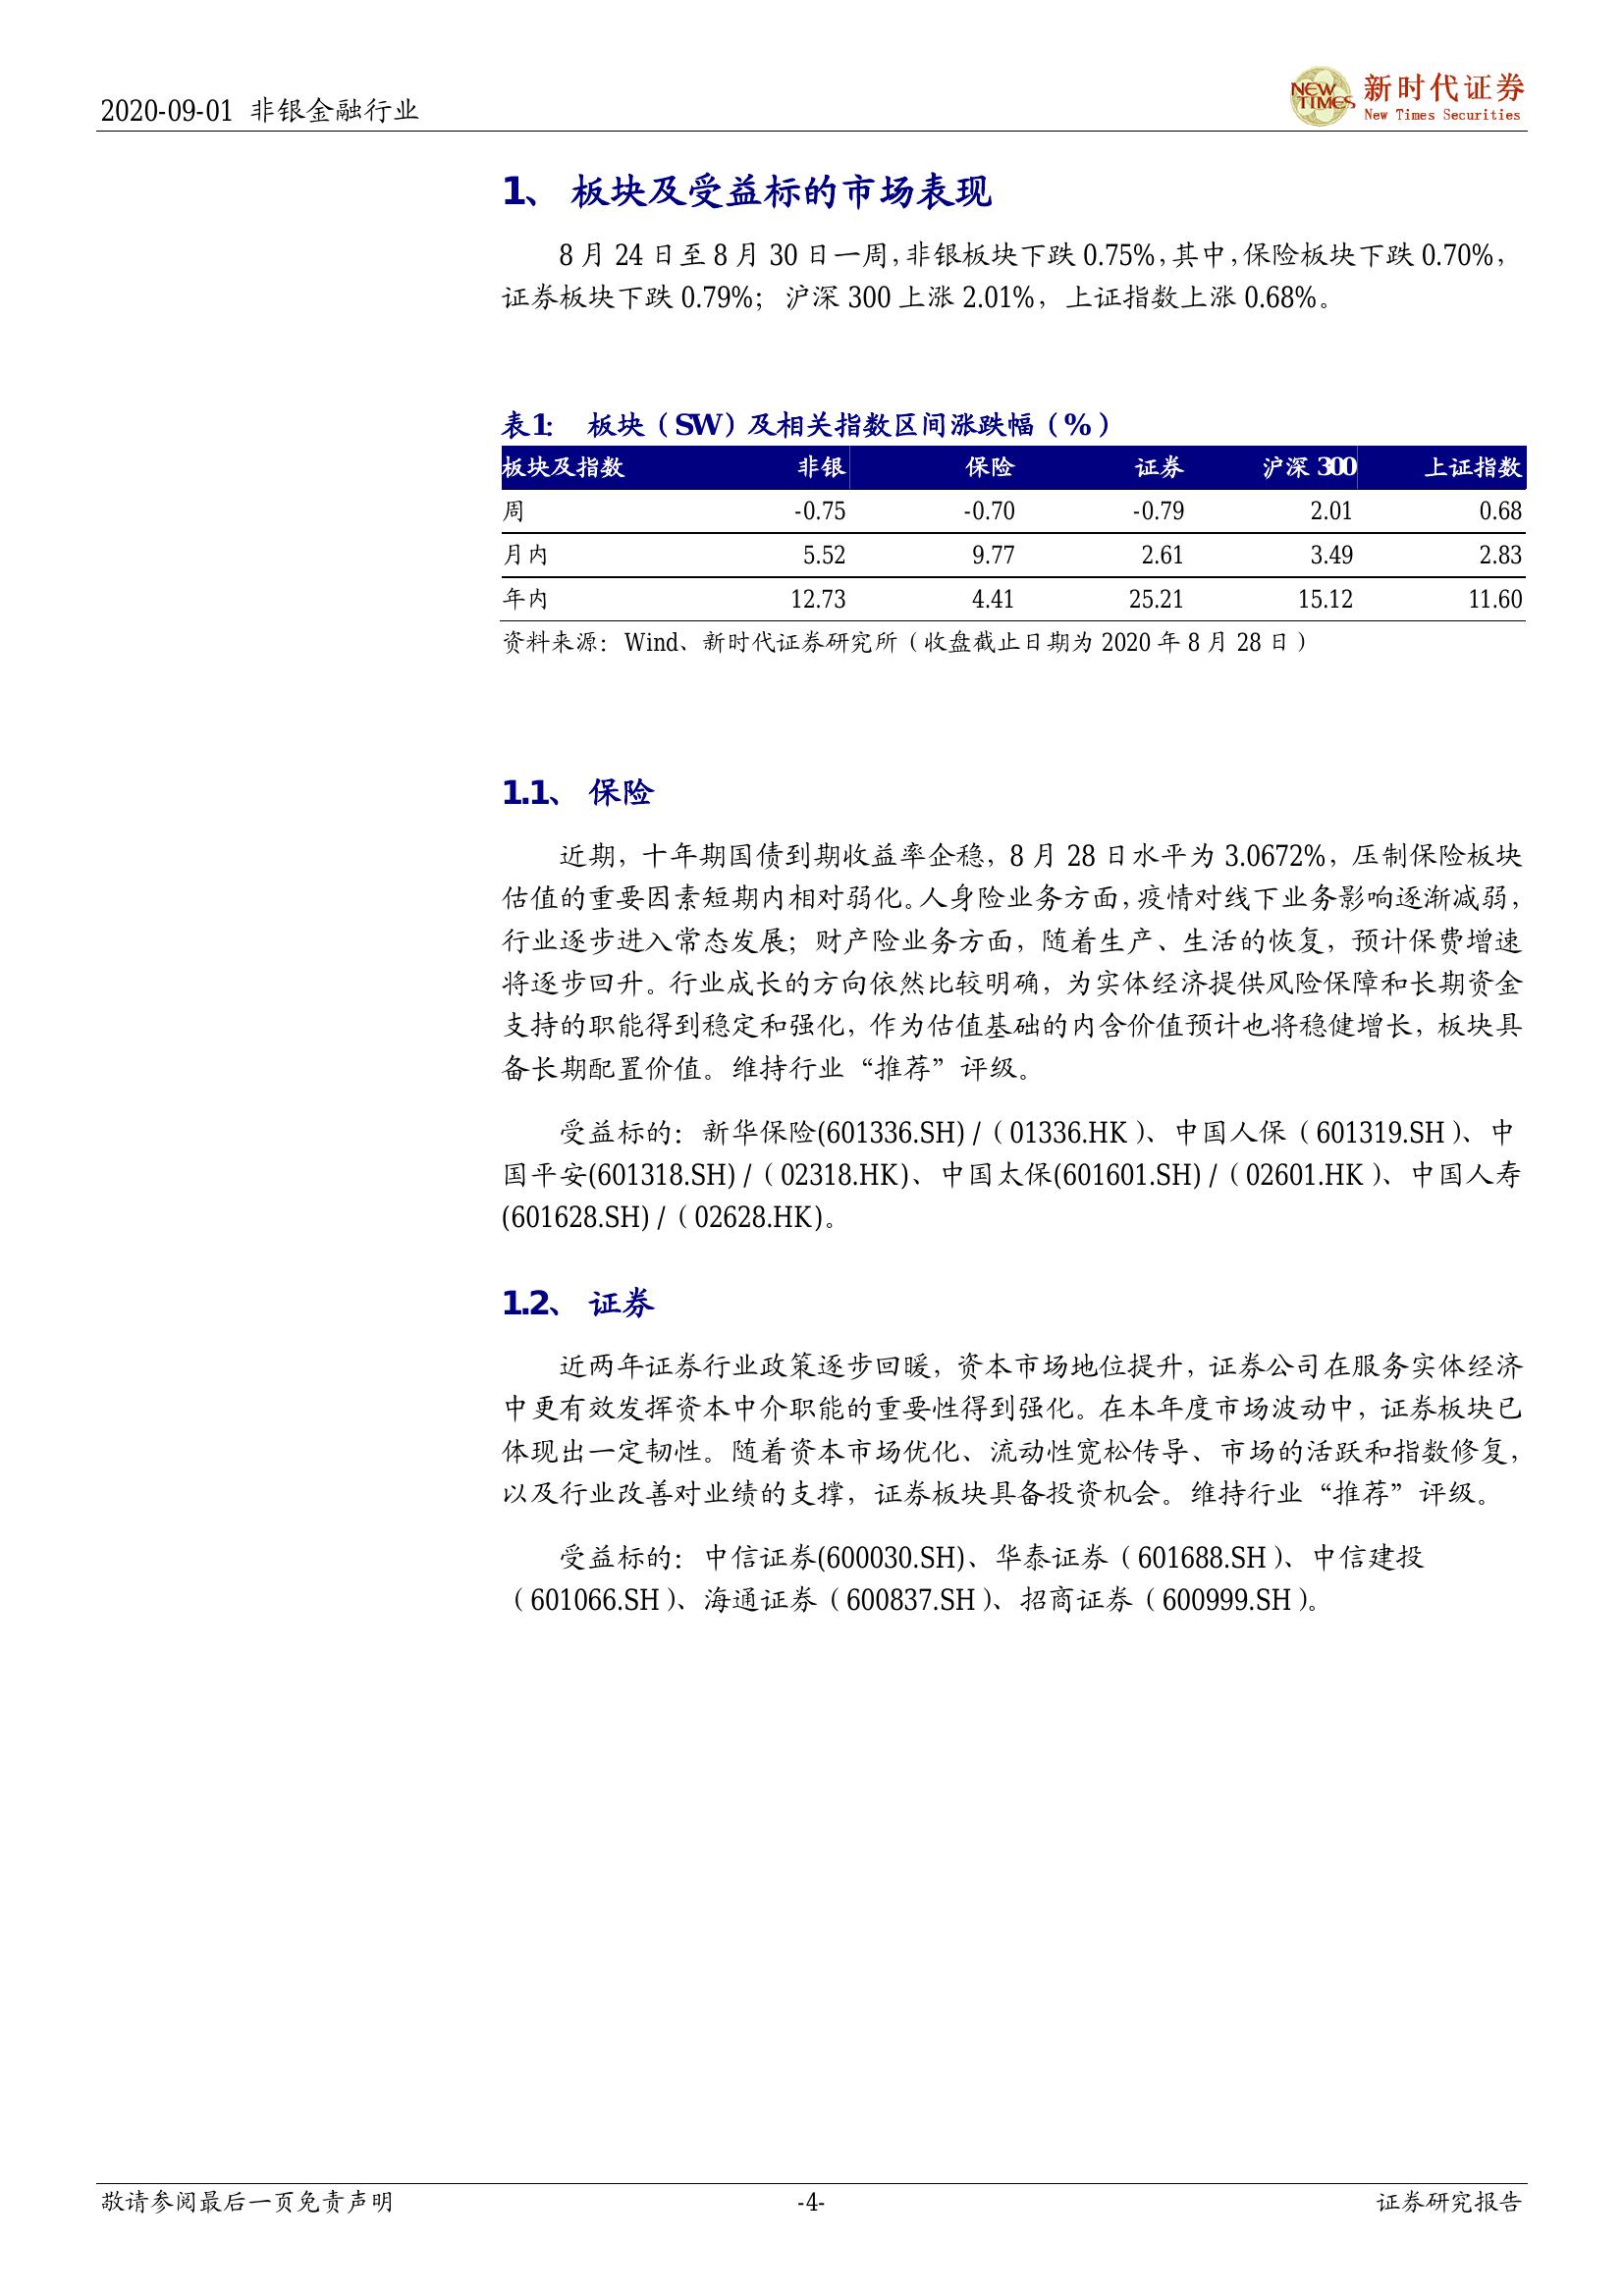 2020-09-01 非银金融行业
NEW TIMES
新时代证券
New Times Securities
1、 板块及受益标的市场表现
8 月 24 日至 8 月 30 日一周，非银板块下跌 0.75%，其中，保险板块下跌 0.70%，
证券板块下跌 0.79%；沪深 300 上涨 2.01%，上证指数上涨 0.68%。
表1： 板块（SW）及相关指数区间涨跌幅（%）
板块及指数 非银 保险 证券 沪深 300 上证指数
周 -0.75 -0.70 -0.79 2.01 0.68
月内 5.52 9.77 2.61 3.49 2.83
年内 12.73 4.41 25.21 15.12 11.60
资料来源：Wind、新时代证券研究所（收盘截止日期为 2020 年 8 月 28 日）
1.1、 保险
近期，十年期国债到期收益率企稳，8 月 28 日水平为 3.0672%，压制保险板块
估值的重要因素短期内相对弱化。人身险业务方面，疫情对线下业务影响逐渐减弱，
行业逐步进入常态发展；财产险业务方面，随着生产、生活的恢复，预计保费增速
将逐步回升。行业成长的方向依然比较明确，为实体经济提供风险保障和长期资金
支持的职能得到稳定和强化，作为估值基础的内含价值预计也将稳健增长，板块具
备长期配置价值。维持行业“推荐”评级。
受益标的：新华保险(601336.SH) /（01336.HK）、中国人保（601319.SH）、中
国平安(601318.SH) /（02318.HK)、中国太保(601601.SH) /（02601.HK）、中国人寿
(601628.SH) /（02628.HK)。
1.2、 证券
近两年证券行业政策逐步回暖，资本市场地位提升，证券公司在服务实体经济
中更有效发挥资本中介职能的重要性得到强化。在本年度市场波动中，证券板块已
体现出一定韧性。随着资本市场优化、流动性宽松传导、市场的活跃和指数修复，
以及行业改善对业绩的支撑，证券板块具备投资机会。维持行业“推荐”评级。
受益标的：中信证券(600030.SH)、华泰证券（601688.SH）、中信建投
（601066.SH）、海通证券（600837.SH）、招商证券（600999.SH）。
敬请参阅最后一页免责声明 -4- 证券研究报告